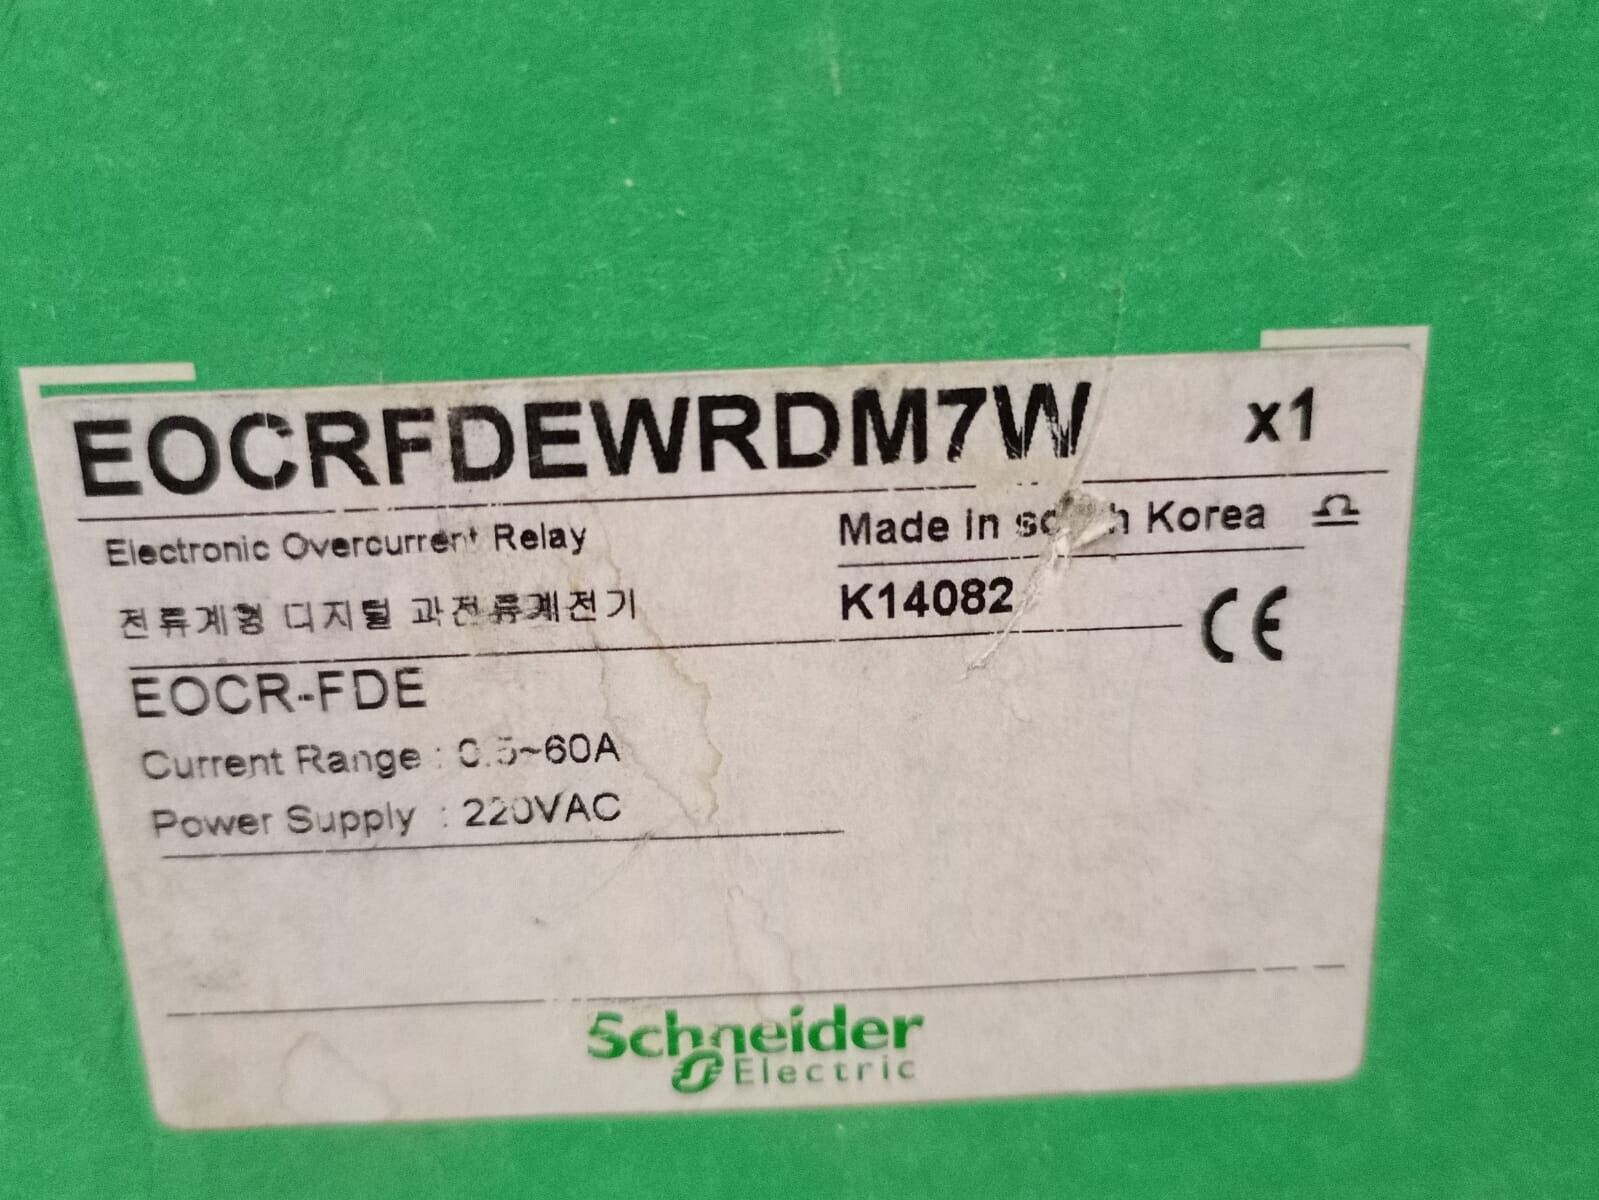 EOCRFDEWRDM7W x1
Electronic Overcurrent Relay
Made in south Korea
전류계형 디지털 과전류계전기
K14082
CE
EOCR-FDE
Current Range : 0.5~60A
Power Supply : 220VAC
Schneider
Electric